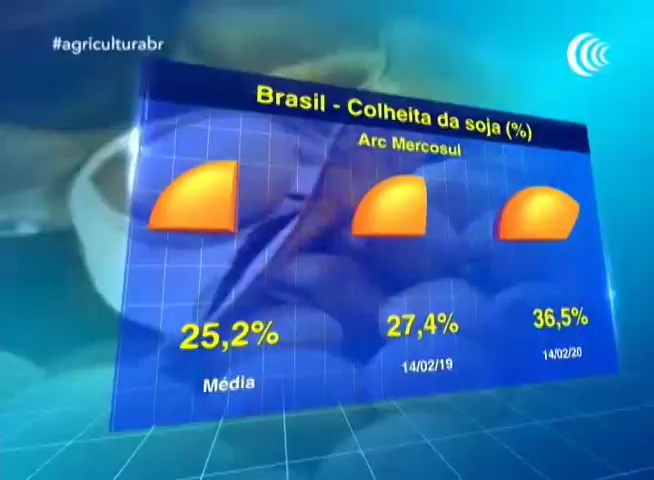 #agriculturabr
Brasil - Colheita da soja (%)
Arc Mercosul
25,2%
27,4%
36,5%
Média
14/02/19
14/02/20